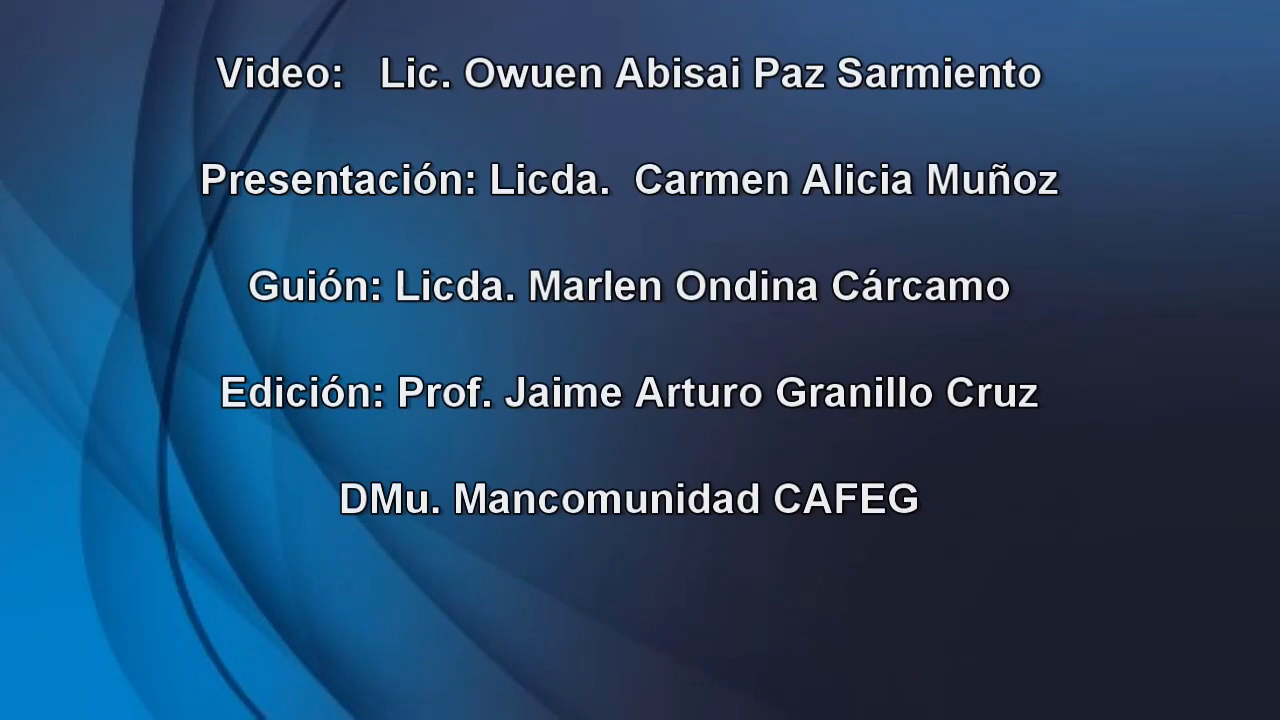 Video: Lic. Owuen Abisai Paz Sarmiento
Presentación: Licda. Carmen Alicia Muñoz
Guión: Licda. Marlen Ondina Cárcamo
Edición: Prof. Jaime Arturo Granillo Cruz
DMu. Mancomunidad CAFEG